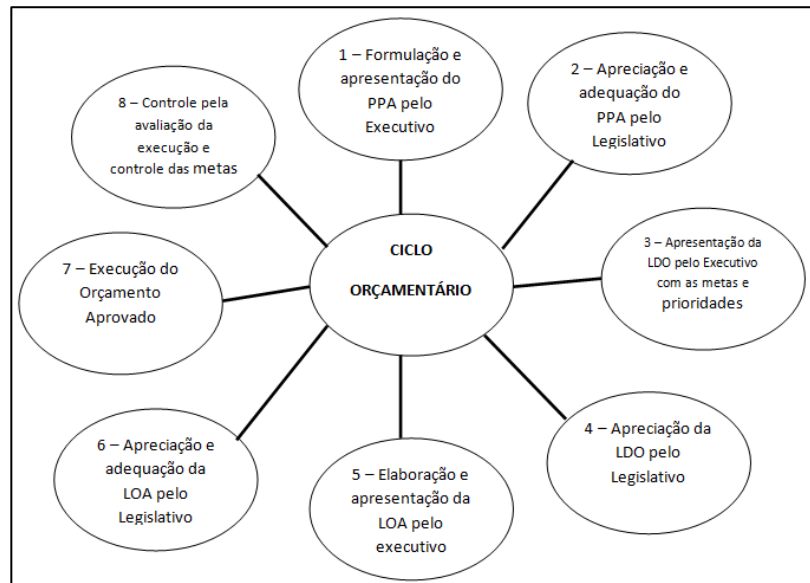 1 – Formulação e
apresentação do
PPA pelo
Executivo
2 – Apreciação e
adequação do
PPA pelo
Legislativo
3 – Apresentação da
LDO pelo Executivo
com as metas e
prioridades
4 – Apreciação da
LDO pelo
Legislativo
5 – Elaboração e
apresentação da
LOA pelo
executivo
6 – Apreciação e
adequação da
LOA pelo
Legislativo
7 – Execução do
Orçamento
Aprovado
8 – Controle pela
avaliação da
execução e
controle das metas
CICLO
ORÇAMENTÁRIO